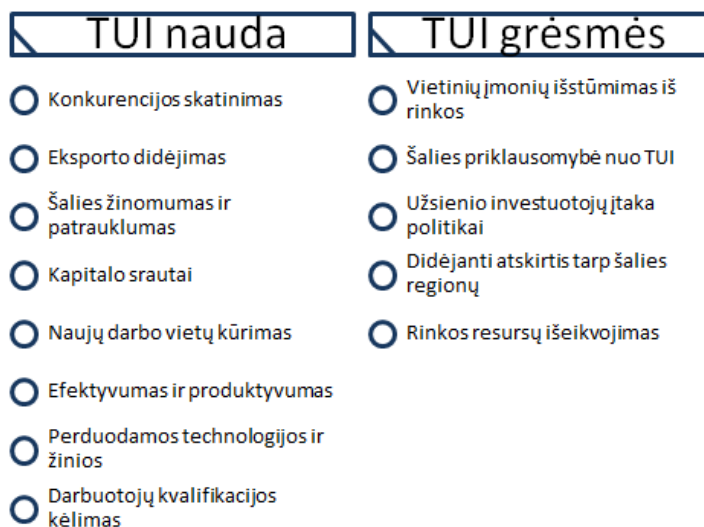 TUI nauda
Konkurencijos skatinimas
Eksporto didėjimas
Šalies žinomumas ir
patrauklumas
Kapitalo srautai
Naujų darbo vietų kūrimas
Efektyvumas ir produktyvumas
Perduodamos technologijos ir
žinios
Darbuotojų kvalifikacijos
kėlimas
TUI grėsmės
Vietinių įmonių išstūmimas iš
rinkos
Šalies priklausomybė nuo TUI
Užsienio investuotojų įtaka
politikai
Didėjanti atskirtis tarp šalies
regionų
Rinkos resursų išeikvojimas